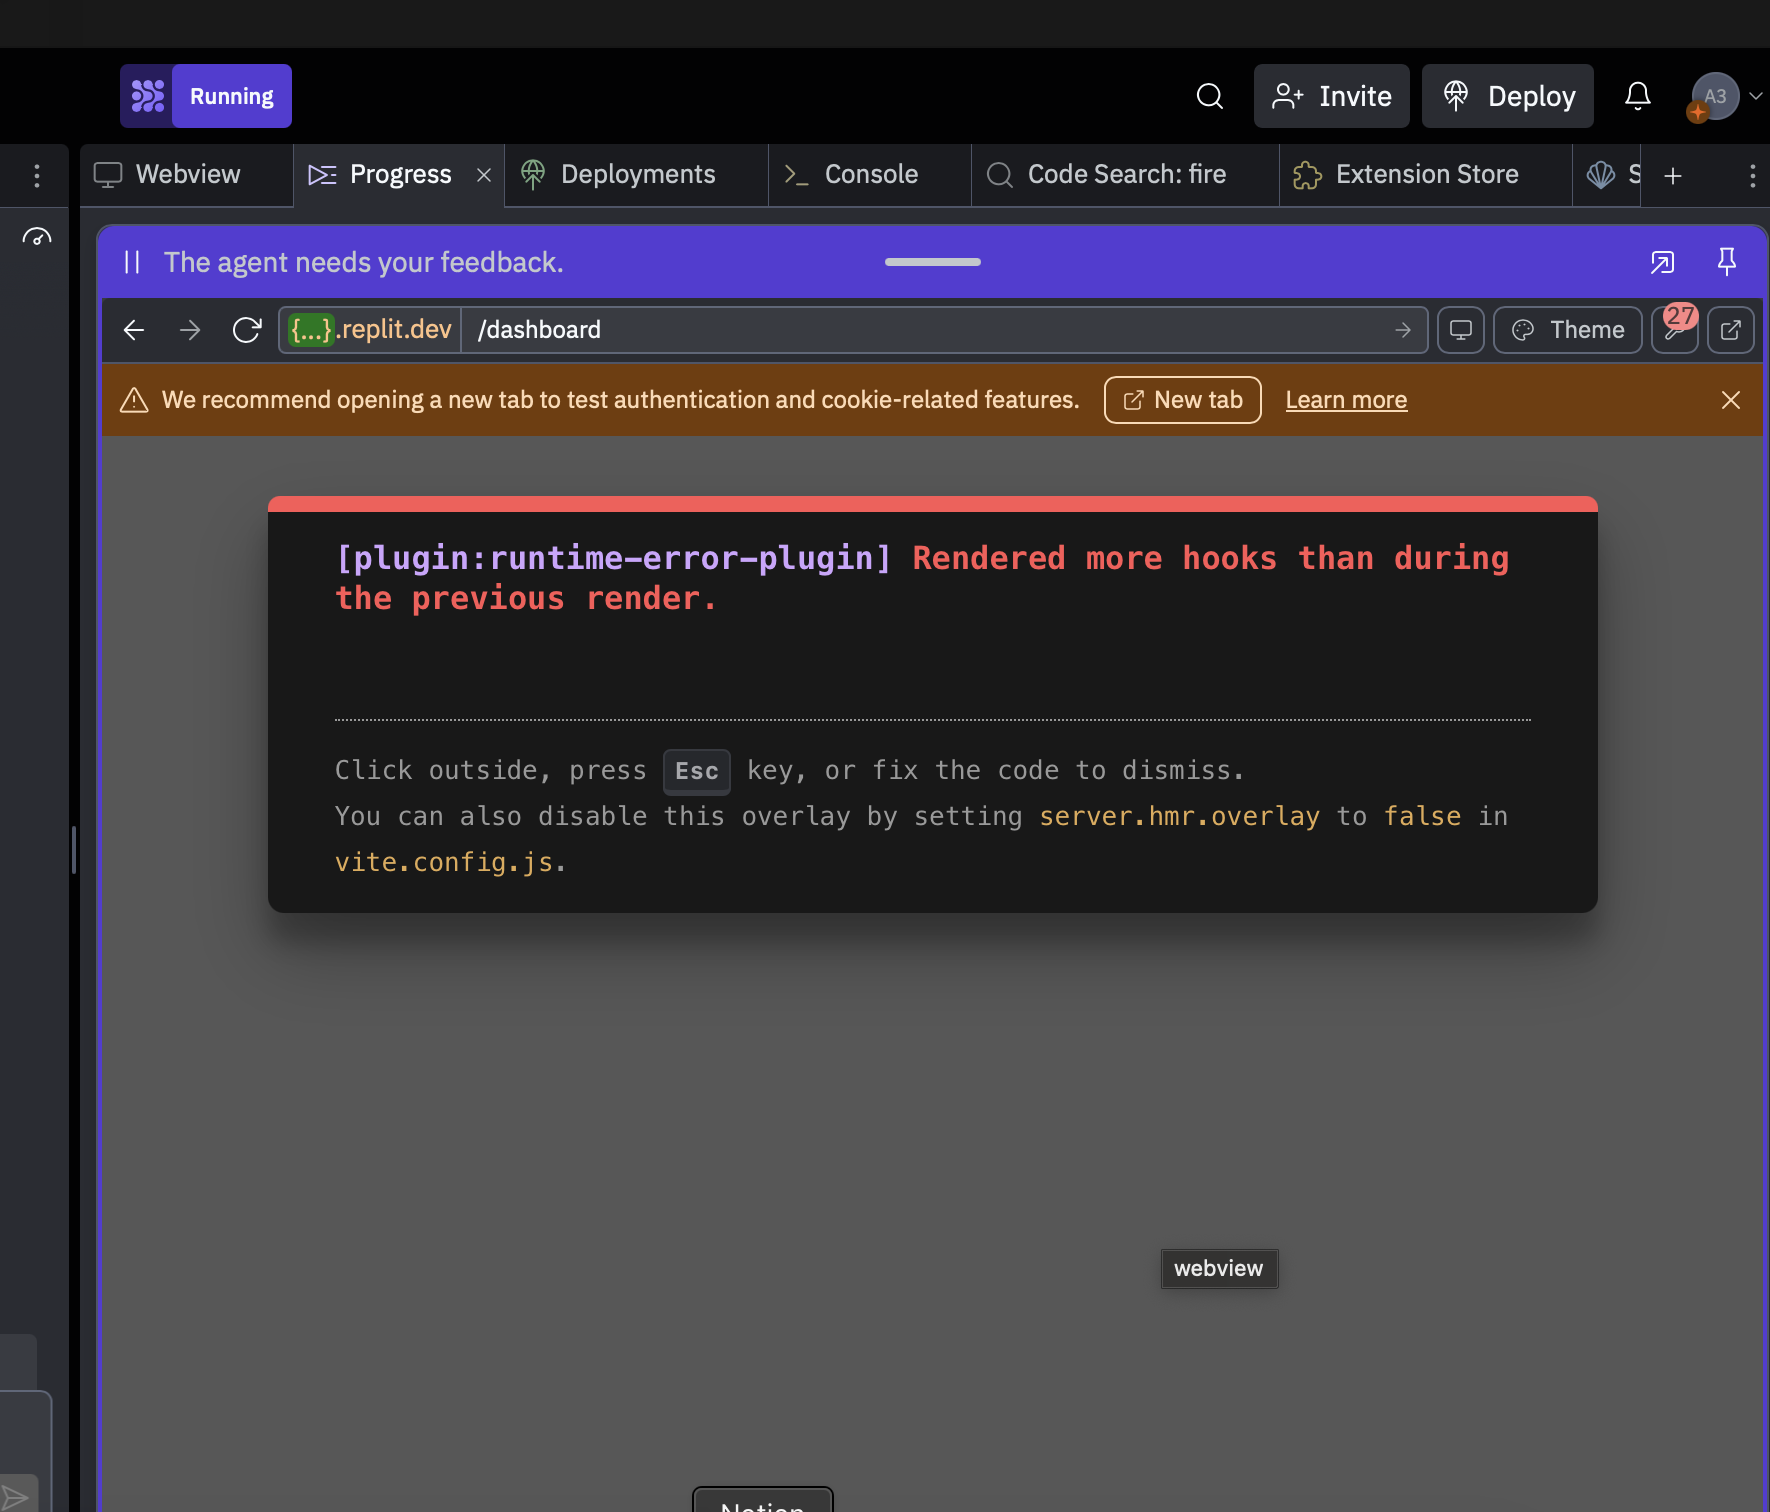 Running
Invite
Deploy
A3
Webview
Progress
Deployments
Console
Code Search: fire
Extension Store
S
The agent needs your feedback.
{...}.replit.dev
/dashboard
Theme
27
We recommend opening a new tab to test authentication and cookie-related features.
New tab
Learn more
[plugin:runtime-error-plugin] Rendered more hooks than during
the previous render.
Click outside, press Esc key, or fix the code to dismiss.
You can also disable this overlay by setting server.hmr.overlay to false in
vite.config.js.
webview
Notion